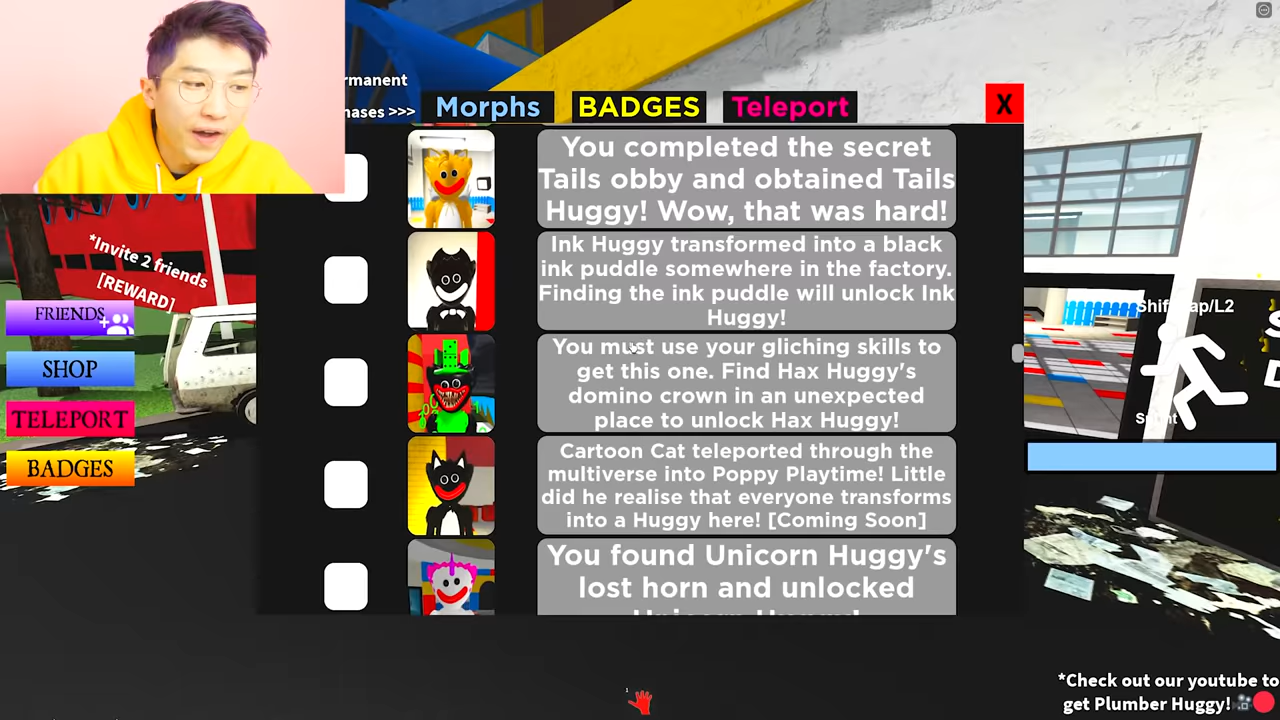 rmanent
hases >>>
Morphs
BADGES
Teleport
X
You completed the secret
Tails obby and obtained Tails
Huggy! Wow, that was hard!
Ink Huggy transformed into a black
ink puddle somewhere in the factory.
Finding the ink puddle will unlock Ink
Huggy!
You must use your gliching skills to
get this one. Find Hax Huggy's
domino crown in an unexpected
place to unlock Hax Huggy!
Cartoon Cat teleported through the
multiverse into Poppy Playtime! Little
did he realise that everyone transforms
into a Huggy here! [Coming Soon]
You found Unicorn Huggy's
lost horn and unlocked
*Invite 2 friends
[REWARD]
FRIENDS
SHOP
TELEPORT
BADGES
1
*Check out our youtube to
get Plumber Huggy!